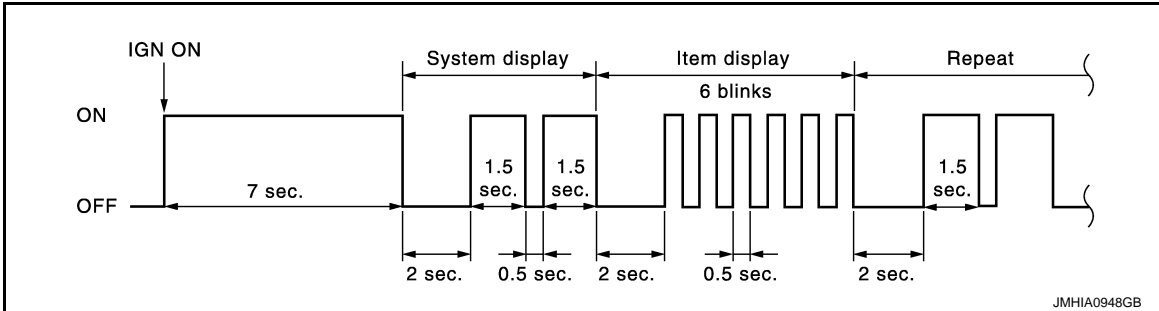 IGN ON
System display
Item display
Repeat
6 blinks
ON
1.5 sec.
1.5 sec.
1.5 sec.
7 sec.
OFF
2 sec.
0.5 sec.
2 sec.
0.5 sec.
2 sec.
JMHIA0948GB